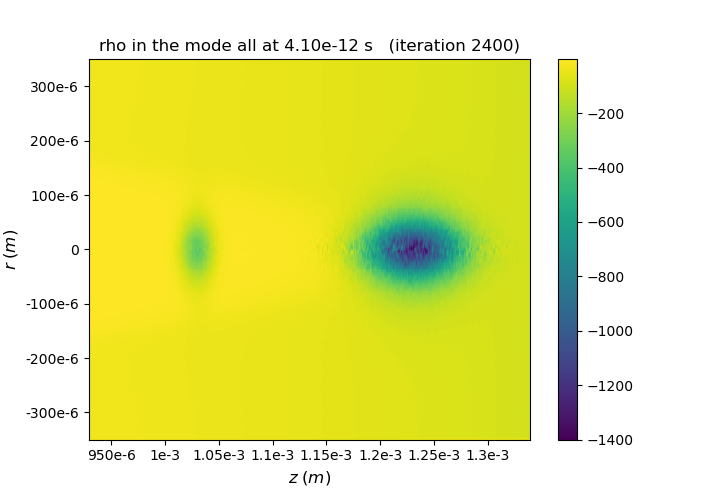 rho in the mode all at 4.10e-12 s   (iteration 2400)
300e-6
200e-6
100e-6
0
-100e-6
-200e-6
-300e-6
r (m)
950e-6 1e-3 1.05e-3 1.1e-3 1.15e-3 1.2e-3 1.25e-3 1.3e-3
z (m)
−200
−400
−600
−800
−1000
−1200
−1400